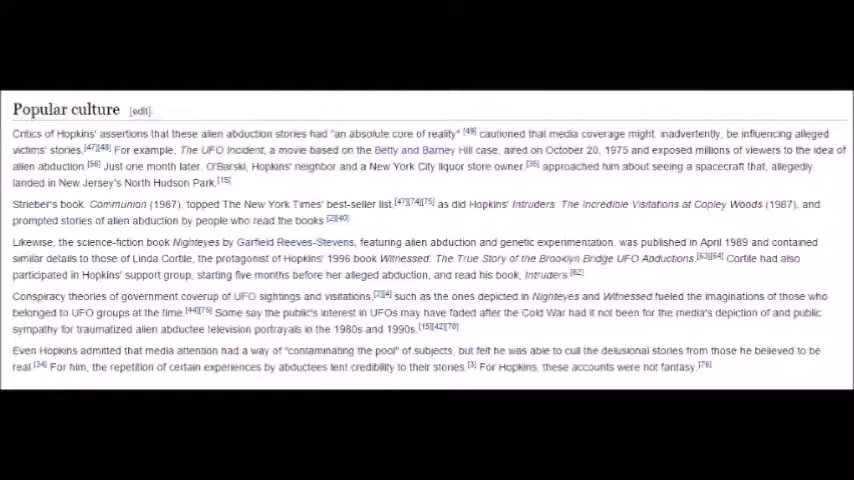 Popular culture [edit]
Critics of Hopkins' assertions that these alien abduction stories had "an absolute core of reality" [49] cautioned that media coverage might, inadvertently, be influencing alleged
victims' stories.[47][48] For example, The UFO Incident, a movie based on the Betty and Barney Hill case, aired on October 20, 1975 and exposed millions of viewers to the idea of
alien abduction.[56] Just one month later, O'Barski, Hopkins' neighbor and a New York City liquor store owner,[35] approached him about seeing a spacecraft that, allegedly,
landed in New Jersey's North Hudson Park.[15]
Strieber's book, Communion (1987), topped The New York Times' best-seller list,[47][74][75] as did Hopkins' Intruders: The Incredible Visitations at Copley Woods (1987), and
prompted stories of alien abduction by people who read the books.[2][40]
Likewise, the science-fiction book Nighteyes by Garfield Reeves-Stevens, featuring alien abduction and genetic experimentation, was published in April 1989 and contained
similar details to those of Linda Cortile, the protagonist of Hopkins' 1996 book Witnessed: The True Story of the Brooklyn Bridge UFO Abductions.[63][64] Cortile had also
participated in Hopkins' support group, starting five months before her alleged abduction, and read his book, Intruders.[62]
Conspiracy theories of government coverup of UFO sightings and visitations,[2][4] such as the ones depicted in Nighteyes and Witnessed fueled the imaginations of those who
belonged to UFO groups at the time.[44][75] Some say the public's interest in UFOs may have faded after the Cold War had it not been for the media's depiction of and public
sympathy for traumatized alien abductee television portrayals in the 1980s and 1990s.[15][42][76]
Even Hopkins admitted that media attention had a way of "contaminating the pool" of subjects, but felt he was able to cull the delusional stories from those he believed to be
real.[34] For him, the repetition of certain experiences by abductees lent credibility to their stories.[3] For Hopkins, these accounts were not fantasy.[76]